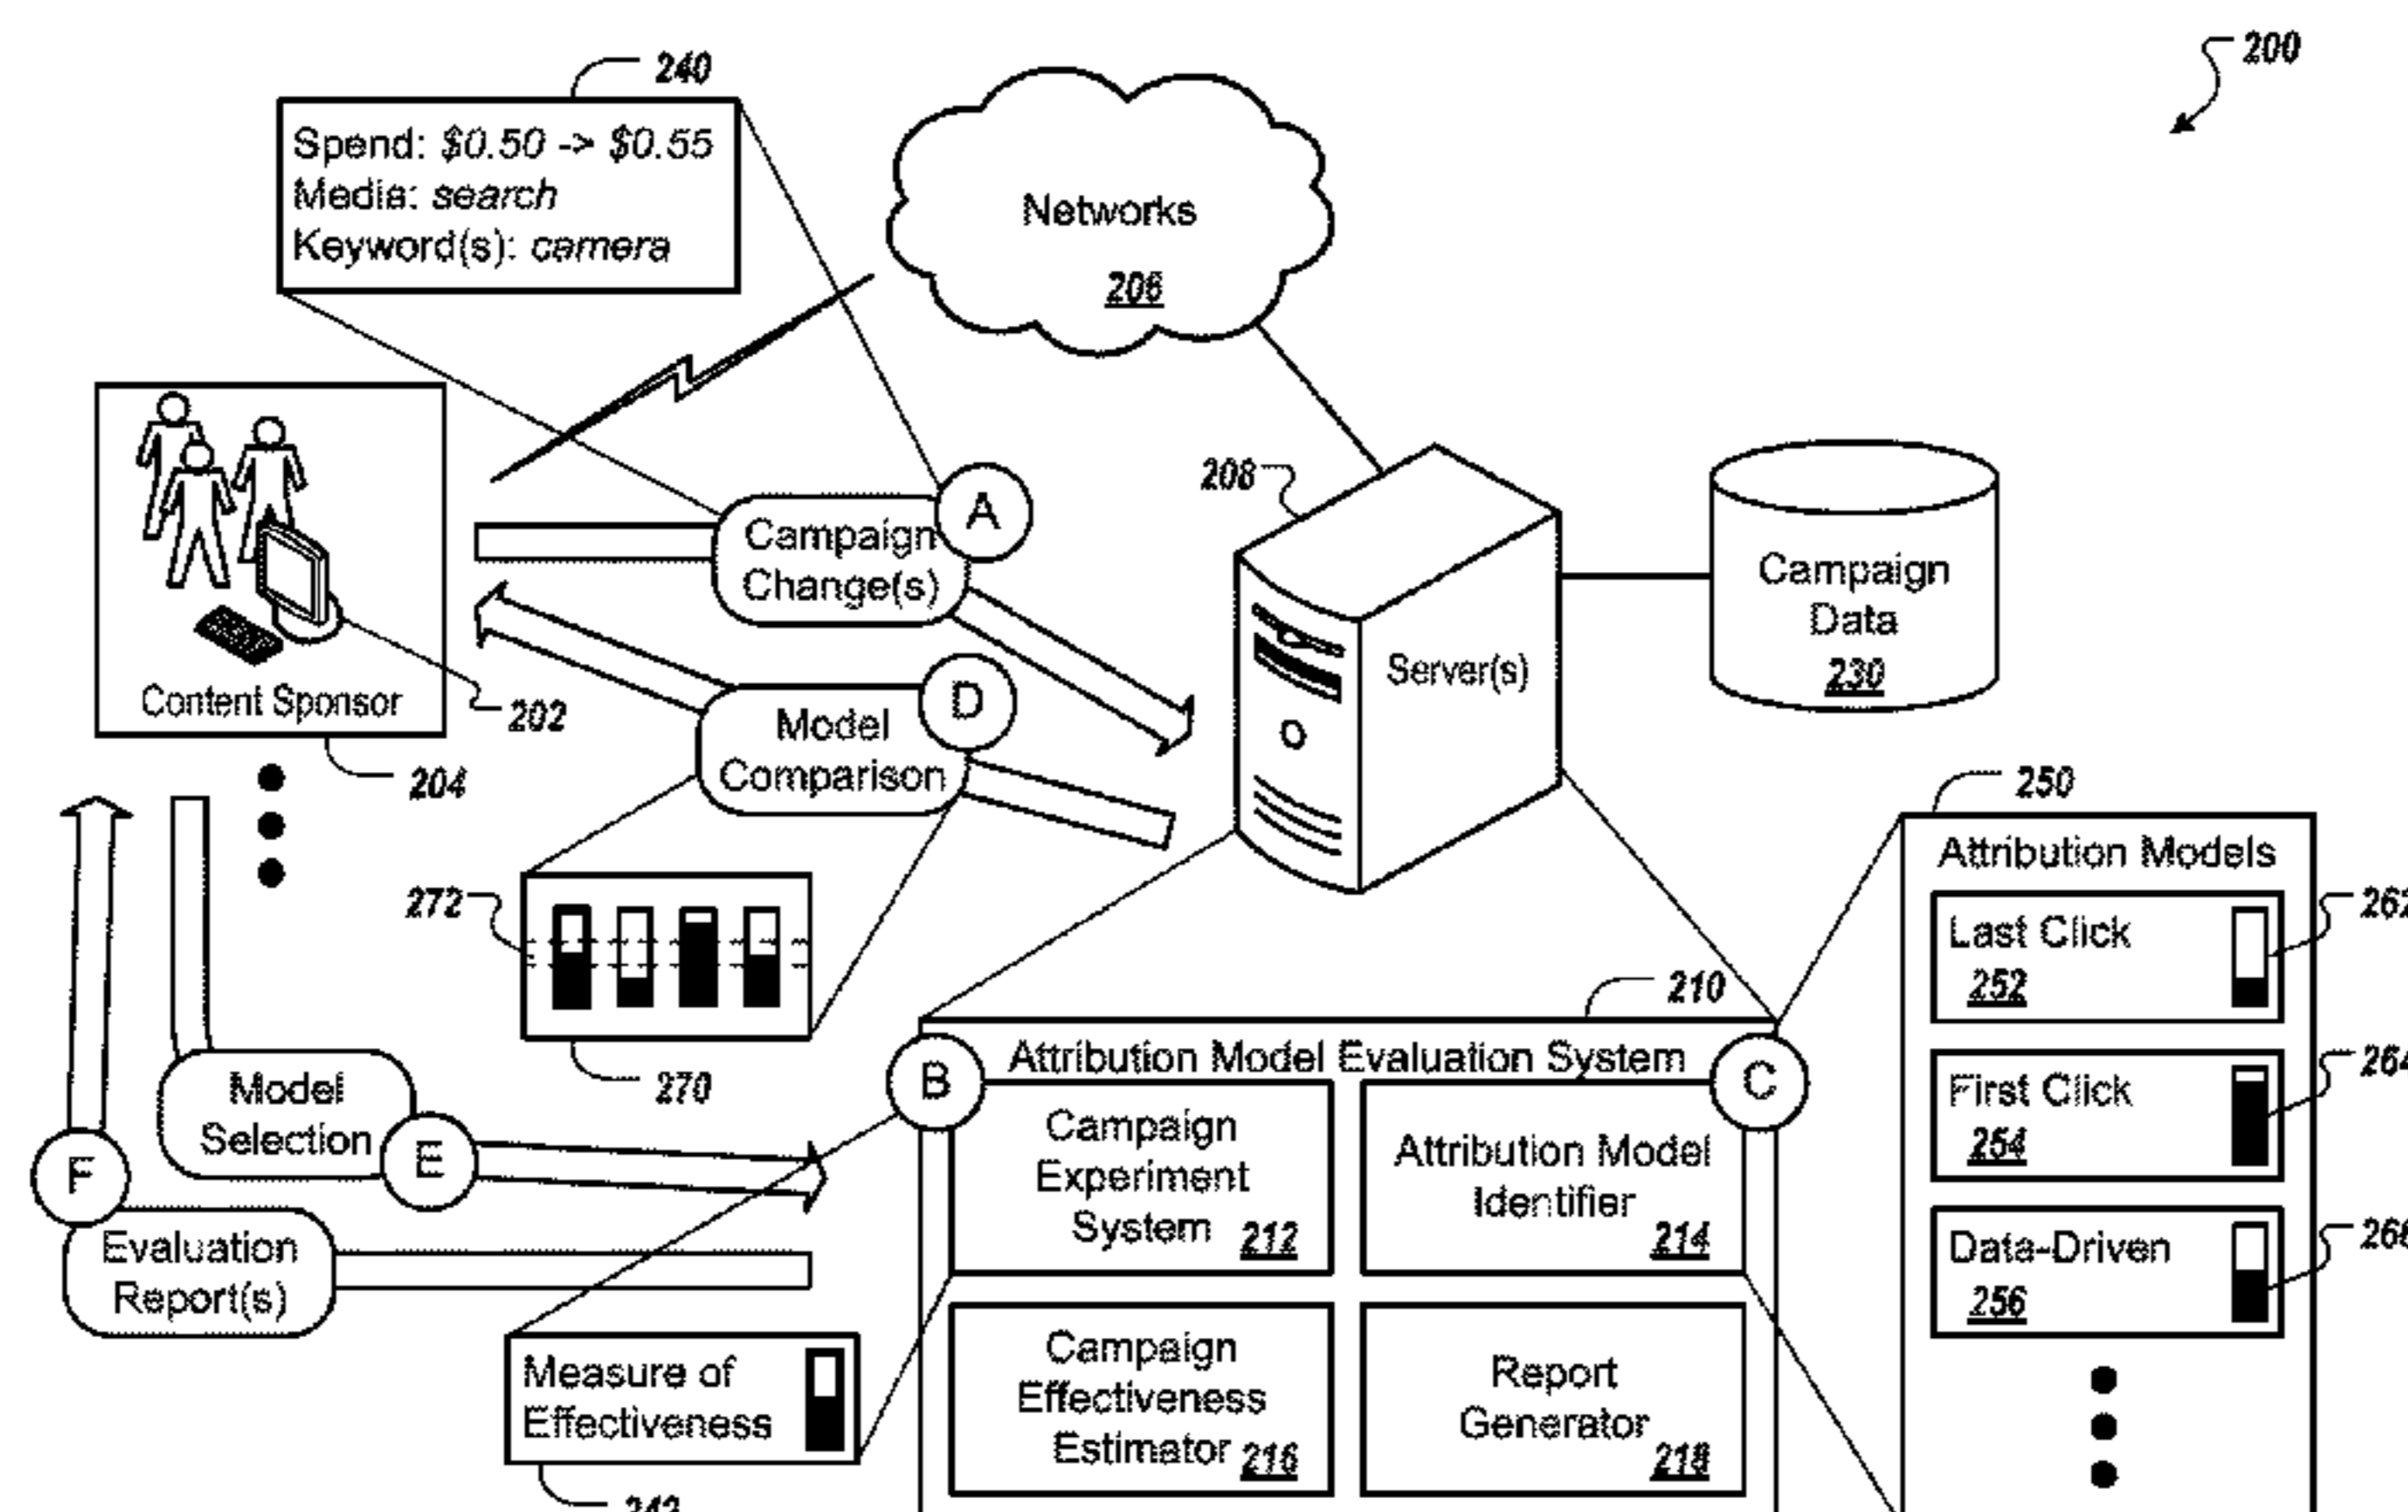 200
240
Spend: $0.50 -> $0.55
Media: search
Keyword(s): camera
Networks
206
Content Sponsor
202
204
Campaign
Change(s)
A
Model
Comparison
D
208
Server(s)
Campaign
Data
230
272
270
250
Attribution Models
Last Click
252
262
First Click
254
264
Data-Driven
256
266
210
B
Attribution Model Evaluation System
C
Campaign
Experiment
System 212
Attribution Model
Identifier
214
Campaign
Effectiveness
Estimator 216
Report
Generator
218
Model
Selection
E
F
Evaluation
Report(s)
Measure of
Effectiveness